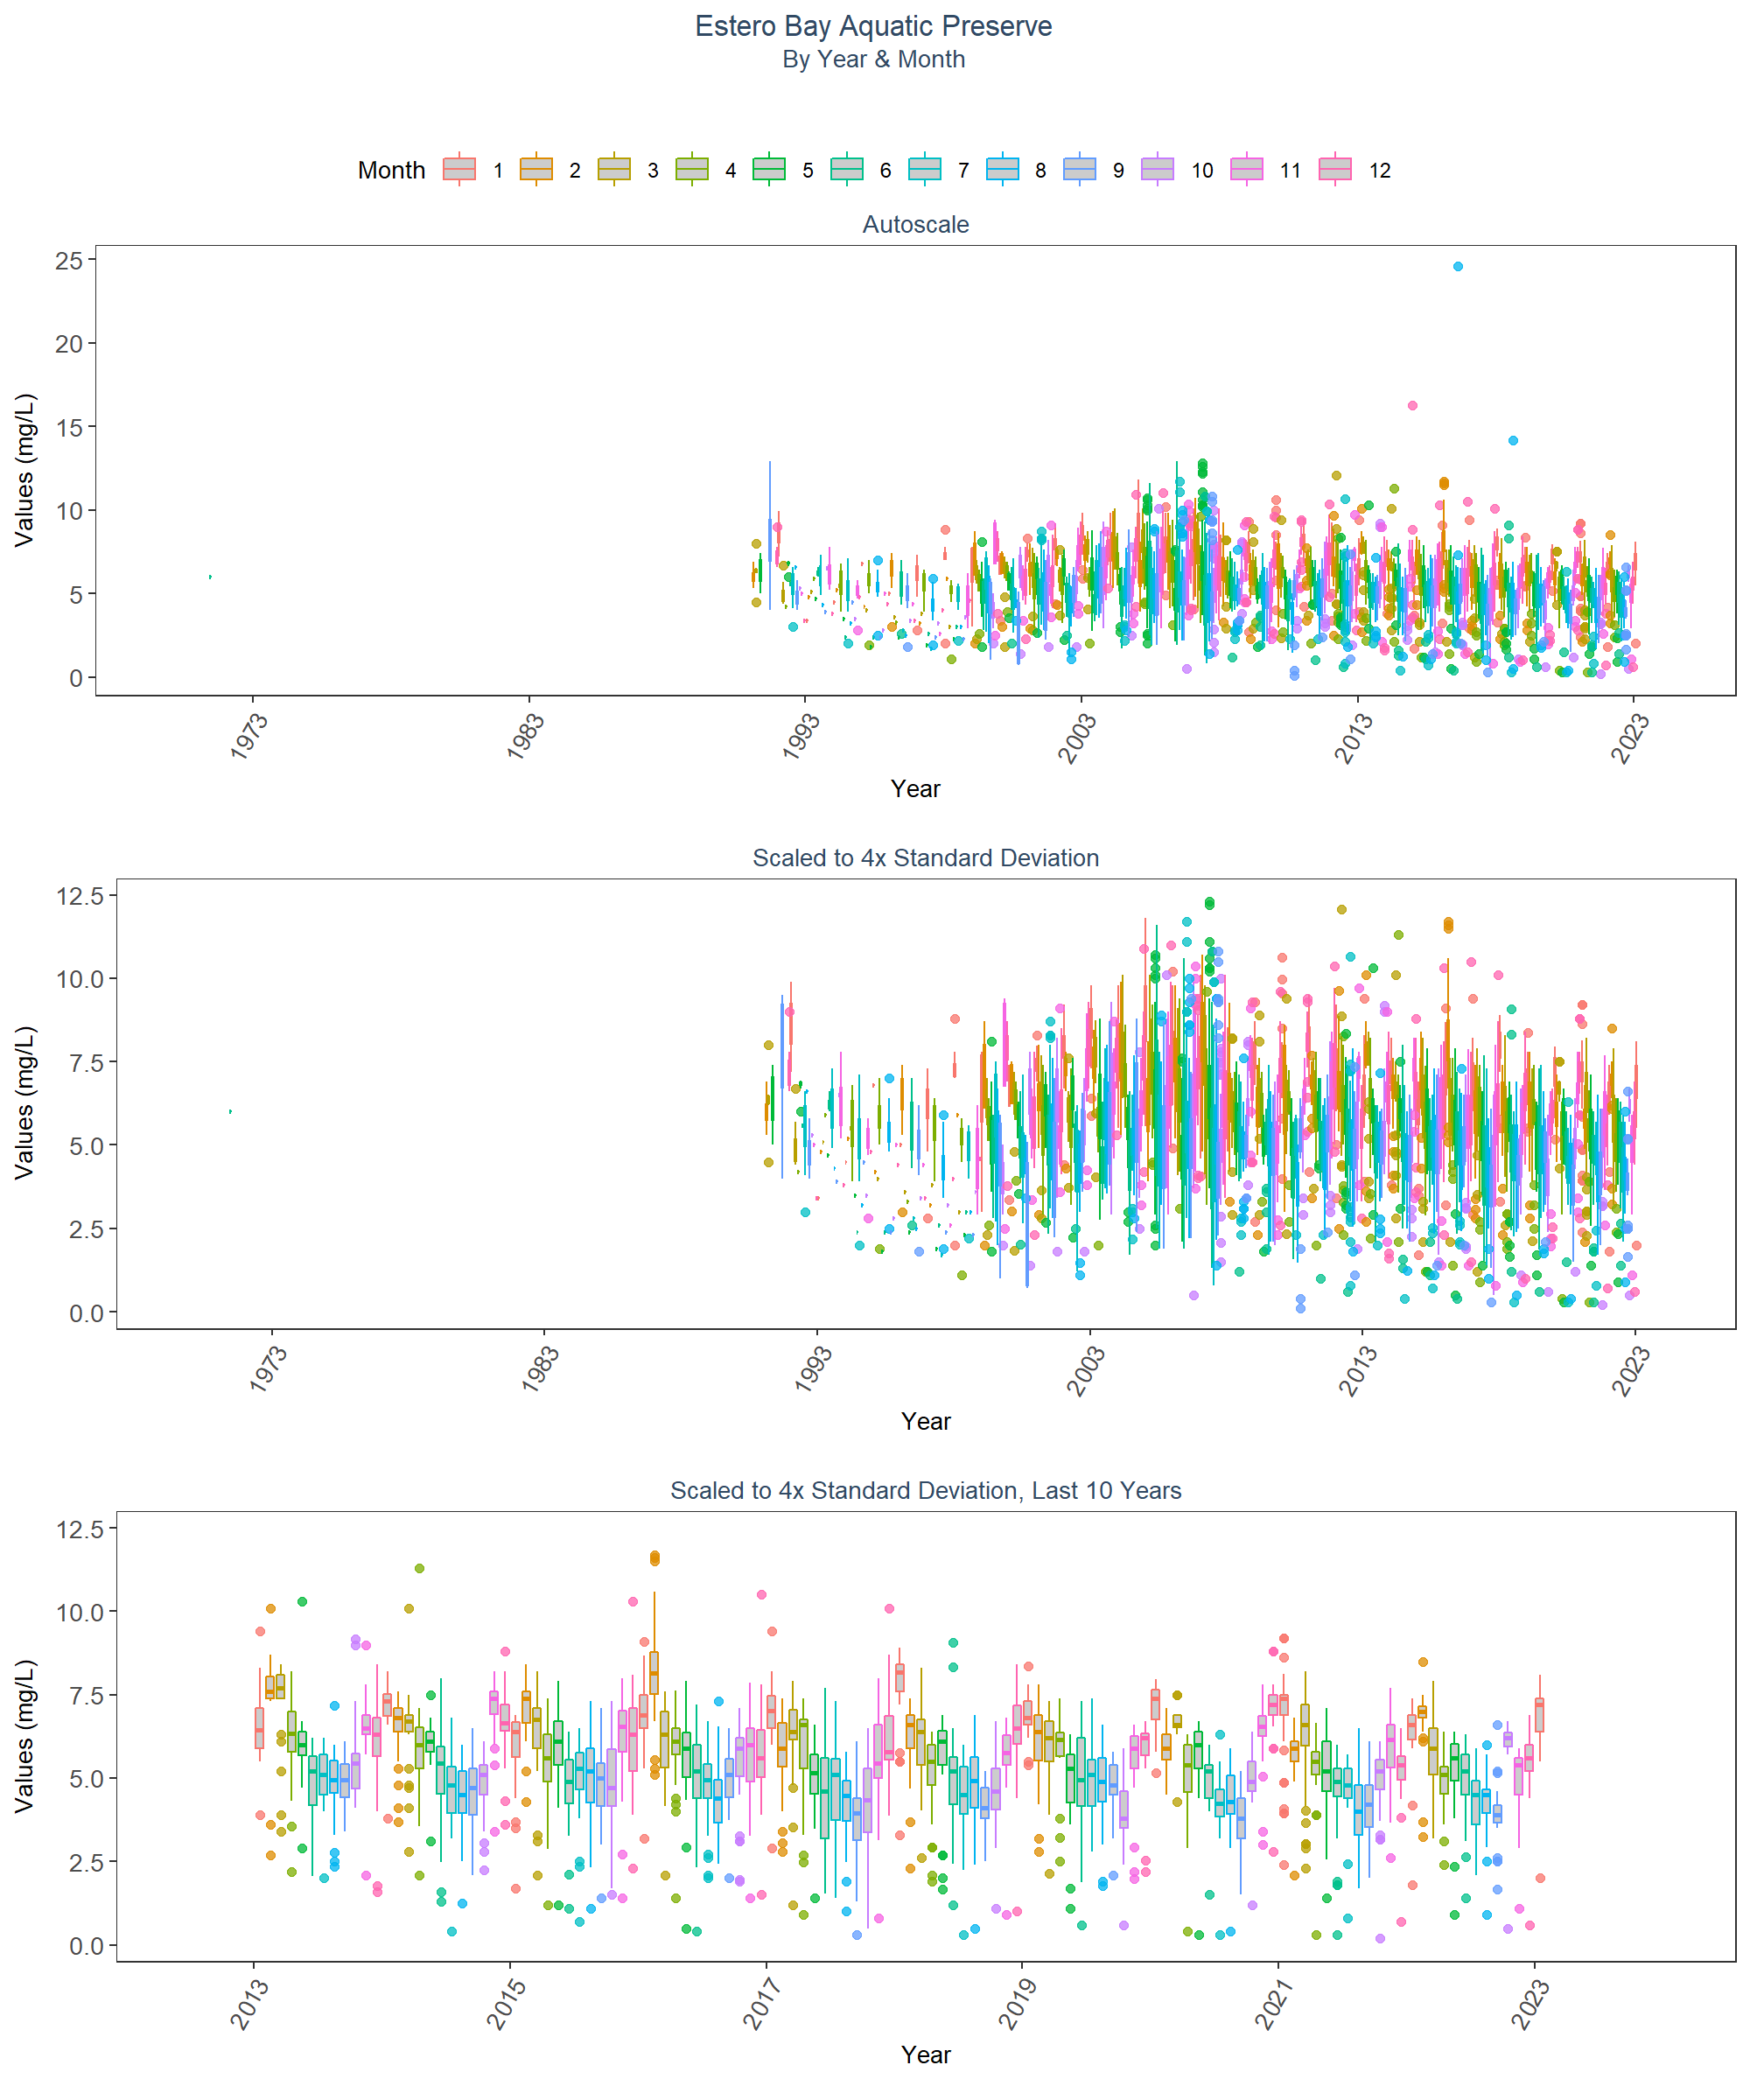 Estero Bay Aquatic Preserve
By Year & Month
Month 1 2 3 4 5 6 7 8 9 10 11 12
Autoscale
25
20
15
10
5
0
Values (mg/L)
1973 1983 1993 2003 2013 2023
Year
Scaled to 4x Standard Deviation
12.5
10.0
7.5
5.0
2.5
0.0
Values (mg/L)
1973 1983 1993 2003 2013 2023
Year
Scaled to 4x Standard Deviation, Last 10 Years
12.5
10.0
7.5
5.0
2.5
0.0
Values (mg/L)
2013 2015 2017 2019 2021 2023
Year